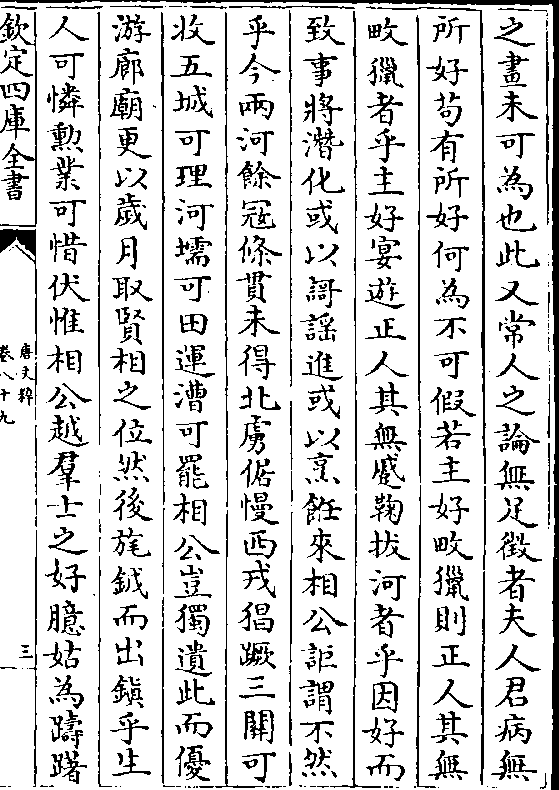 之畫未可為也此又常人之論無足徵者夫人君病無
所好苟有所好何為不可假若主好畋獵則正人其無
畋獵者乎主好宴遊正人其無蹙鞠拔河者乎因好而
致事將潛化或以謌謠進或以烹飪來相公詎謂不然
乎今兩河餘冦條貫未得北虜倨慢西戎猖蹶三關可
收五城可理河壖可田運漕可罷相公豈獨遺此而優
游廊廟更以歲月取賢相之位然後旄鉞而出鎮乎生
人可憐勲業可惜伏惟相公越羣士之好臆姑為躊躇
欽定四庫全書
唐文粹
卷八十九
三